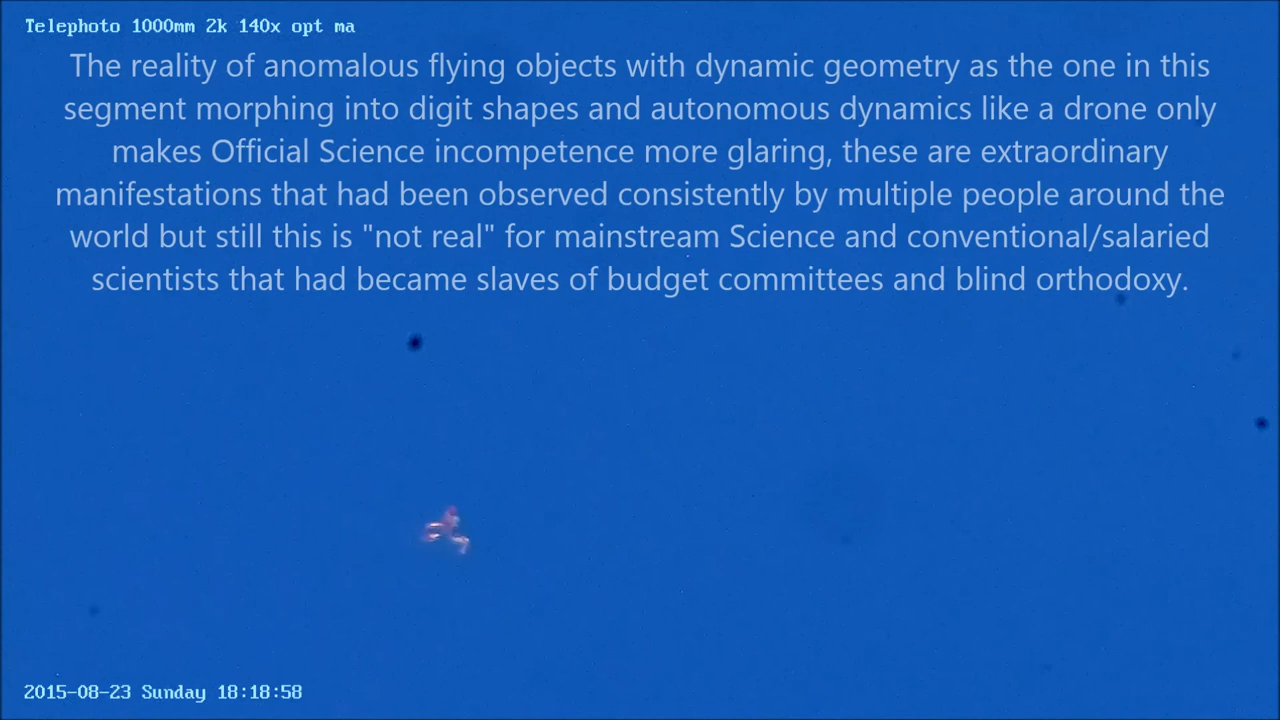 Telephoto 1000mm 2k 140x opt ma
The reality of anomalous flying objects with dynamic geometry as the one in this
segment morphing into digit shapes and autonomous dynamics like a drone only
makes Official Science incompetence more glaring, these are extraordinary
manifestations that had been observed consistently by multiple people around the
world but still this is "not real" for mainstream Science and conventional/salaried
scientists that had became slaves of budget committees and blind orthodoxy.
2015-08-23 Sunday 18:18:58